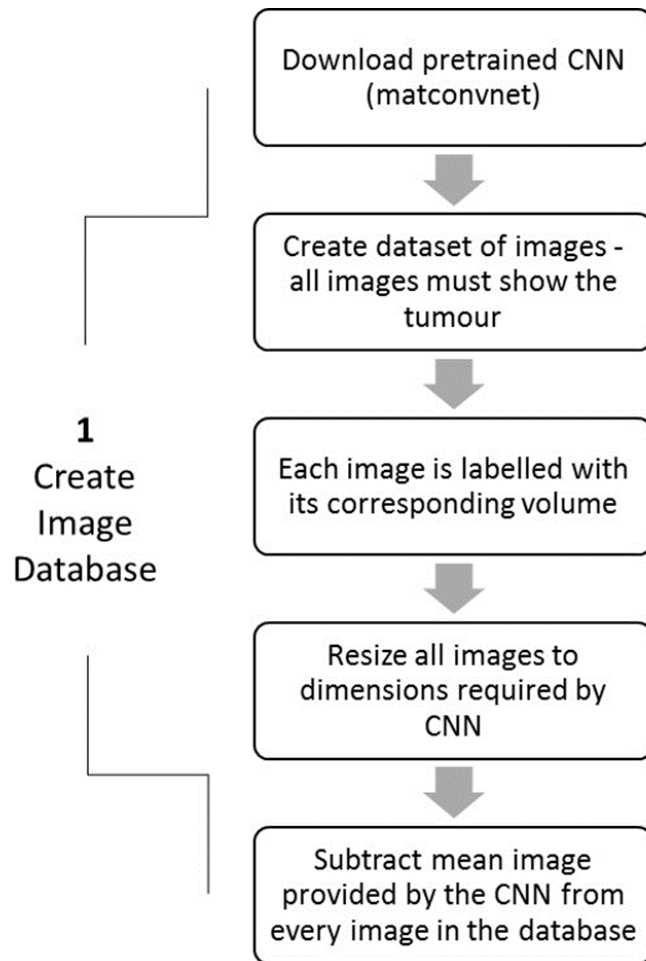 Download pretrained CNN
(matconvnet)
Create dataset of images -
all images must show the
tumour
1
Create
Image
Database
Each image is labelled with
its corresponding volume
Resize all images to
dimensions required by
CNN
Subtract mean image
provided by the CNN from
every image in the database